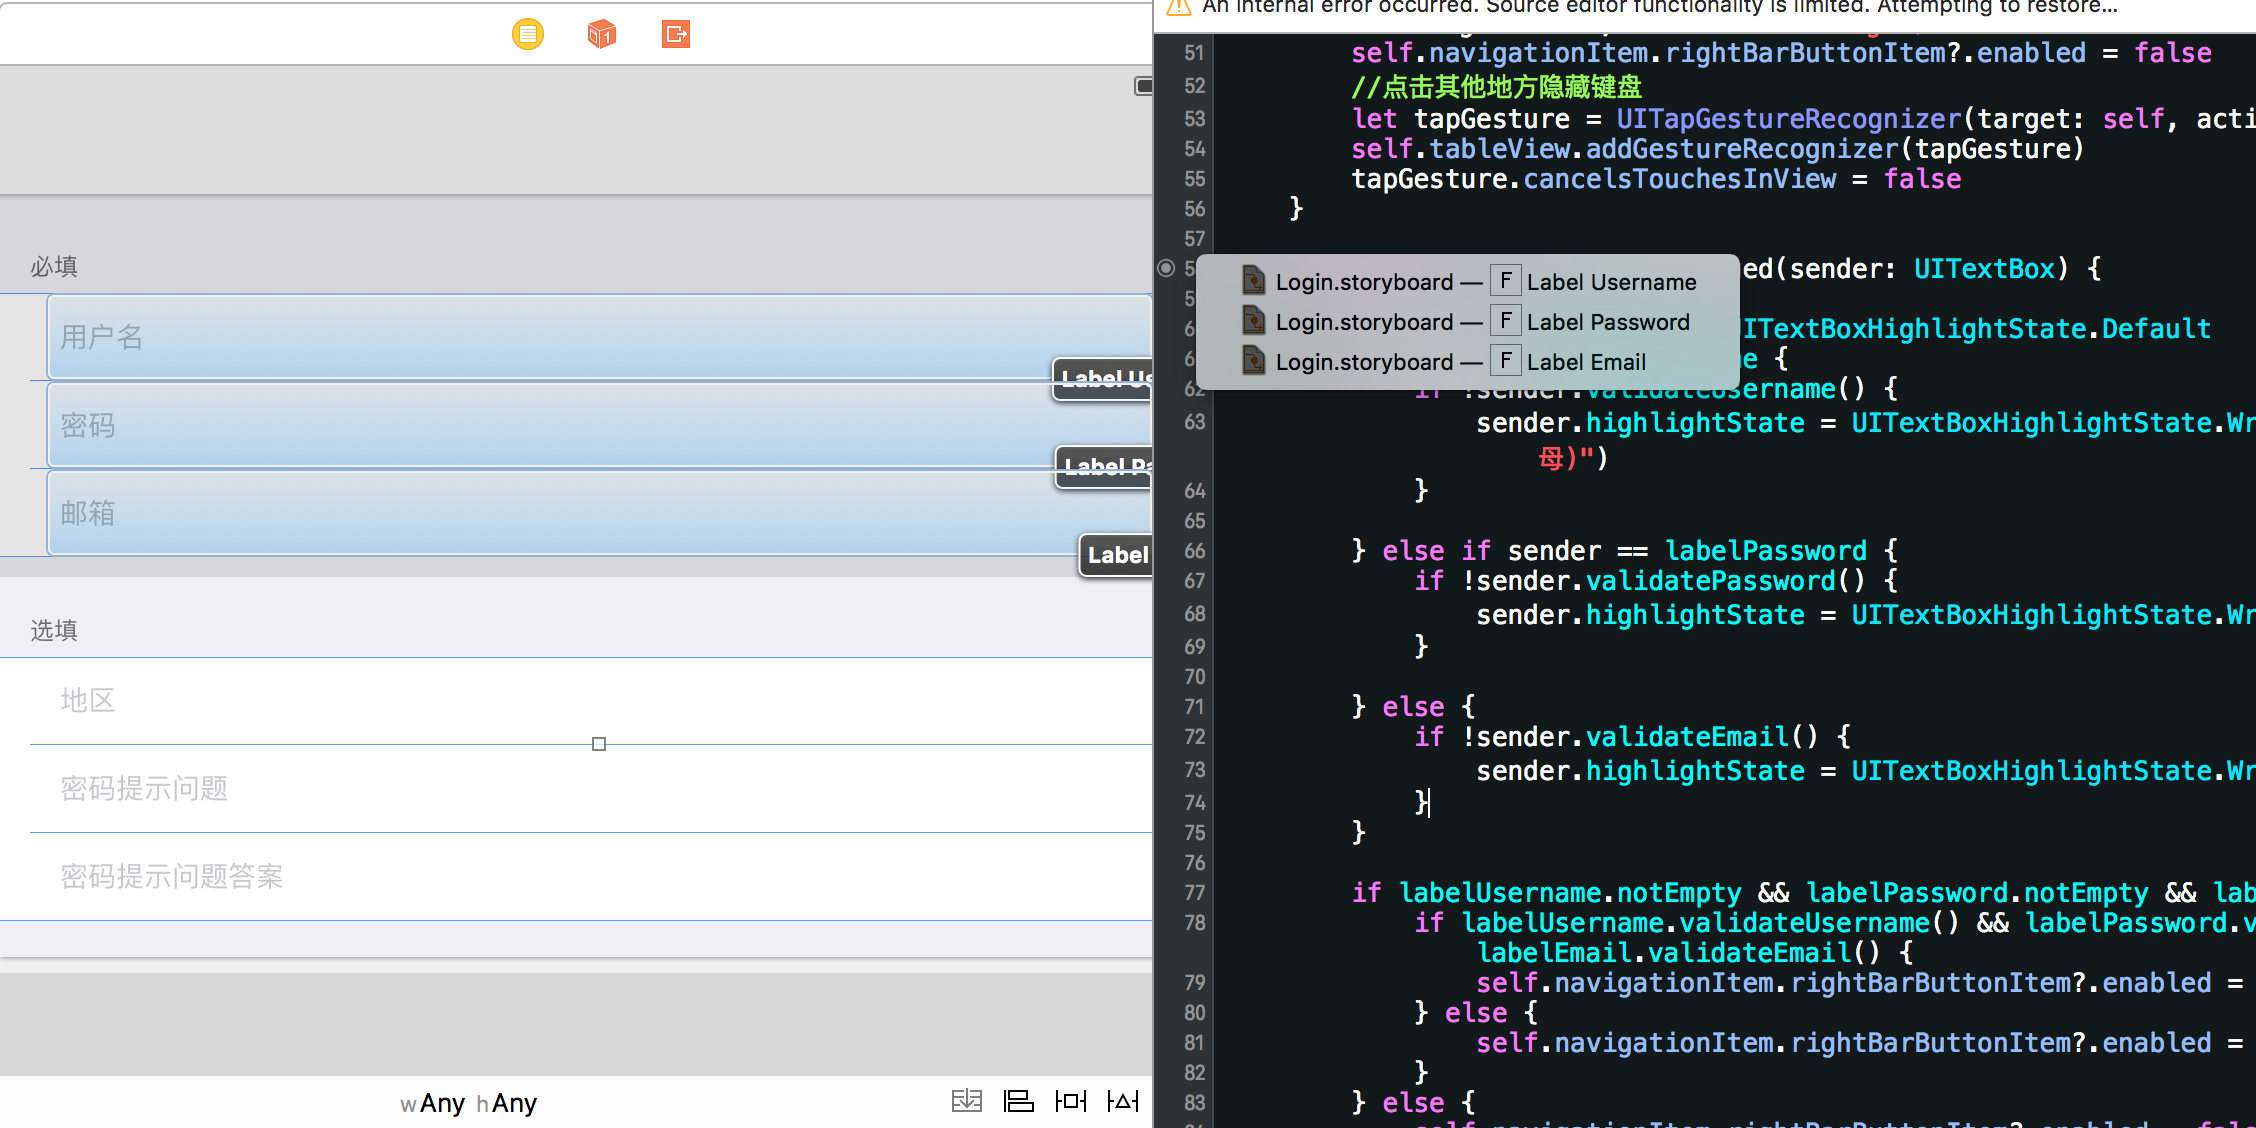 必填
用户名
Label Us
密码
Label Pa
邮箱
Label
选填
地区
密码提示问题
密码提示问题答案
wAny hAny
An internal error occurred. Source editor functionality is limited. Attempting to restore...
51 self.navigationItem.rightBarButtonItem?.enabled = false
52 //点击其他地方隐藏键盘
53 let tapGesture = UITapGestureRecognizer(target: self, acti
54 self.tableView.addGestureRecognizer(tapGesture)
55 tapGesture.cancelsTouchesInView = false
56 }
57
5 ed(sender: UITextBox) {
Login.storyboard — F Label Username
5
Login.storyboard — F Label Password
6 ITextBoxHighlightState.Default
Login.storyboard — F Label Email
6 e {
62 if !sender.validateUsername() {
63 sender.highlightState = UITextBoxHighlightState.Wr
母)")
64 }
65
66 } else if sender == labelPassword {
67 if !sender.validatePassword() {
68 sender.highlightState = UITextBoxHighlightState.Wr
69 }
70
71 } else {
72 if !sender.validateEmail() {
73 sender.highlightState = UITextBoxHighlightState.Wr
74 }
75 }
76
77 if labelUsername.notEmpty && labelPassword.notEmpty && lab
78 if labelUsername.validateUsername() && labelPassword.v
labelEmail.validateEmail() {
79 self.navigationItem.rightBarButtonItem?.enabled =
80 } else {
81 self.navigationItem.rightBarButtonItem?.enabled =
82 }
83 } else {
self.navigationItem.rightBarButtonItem?.enabled = fals